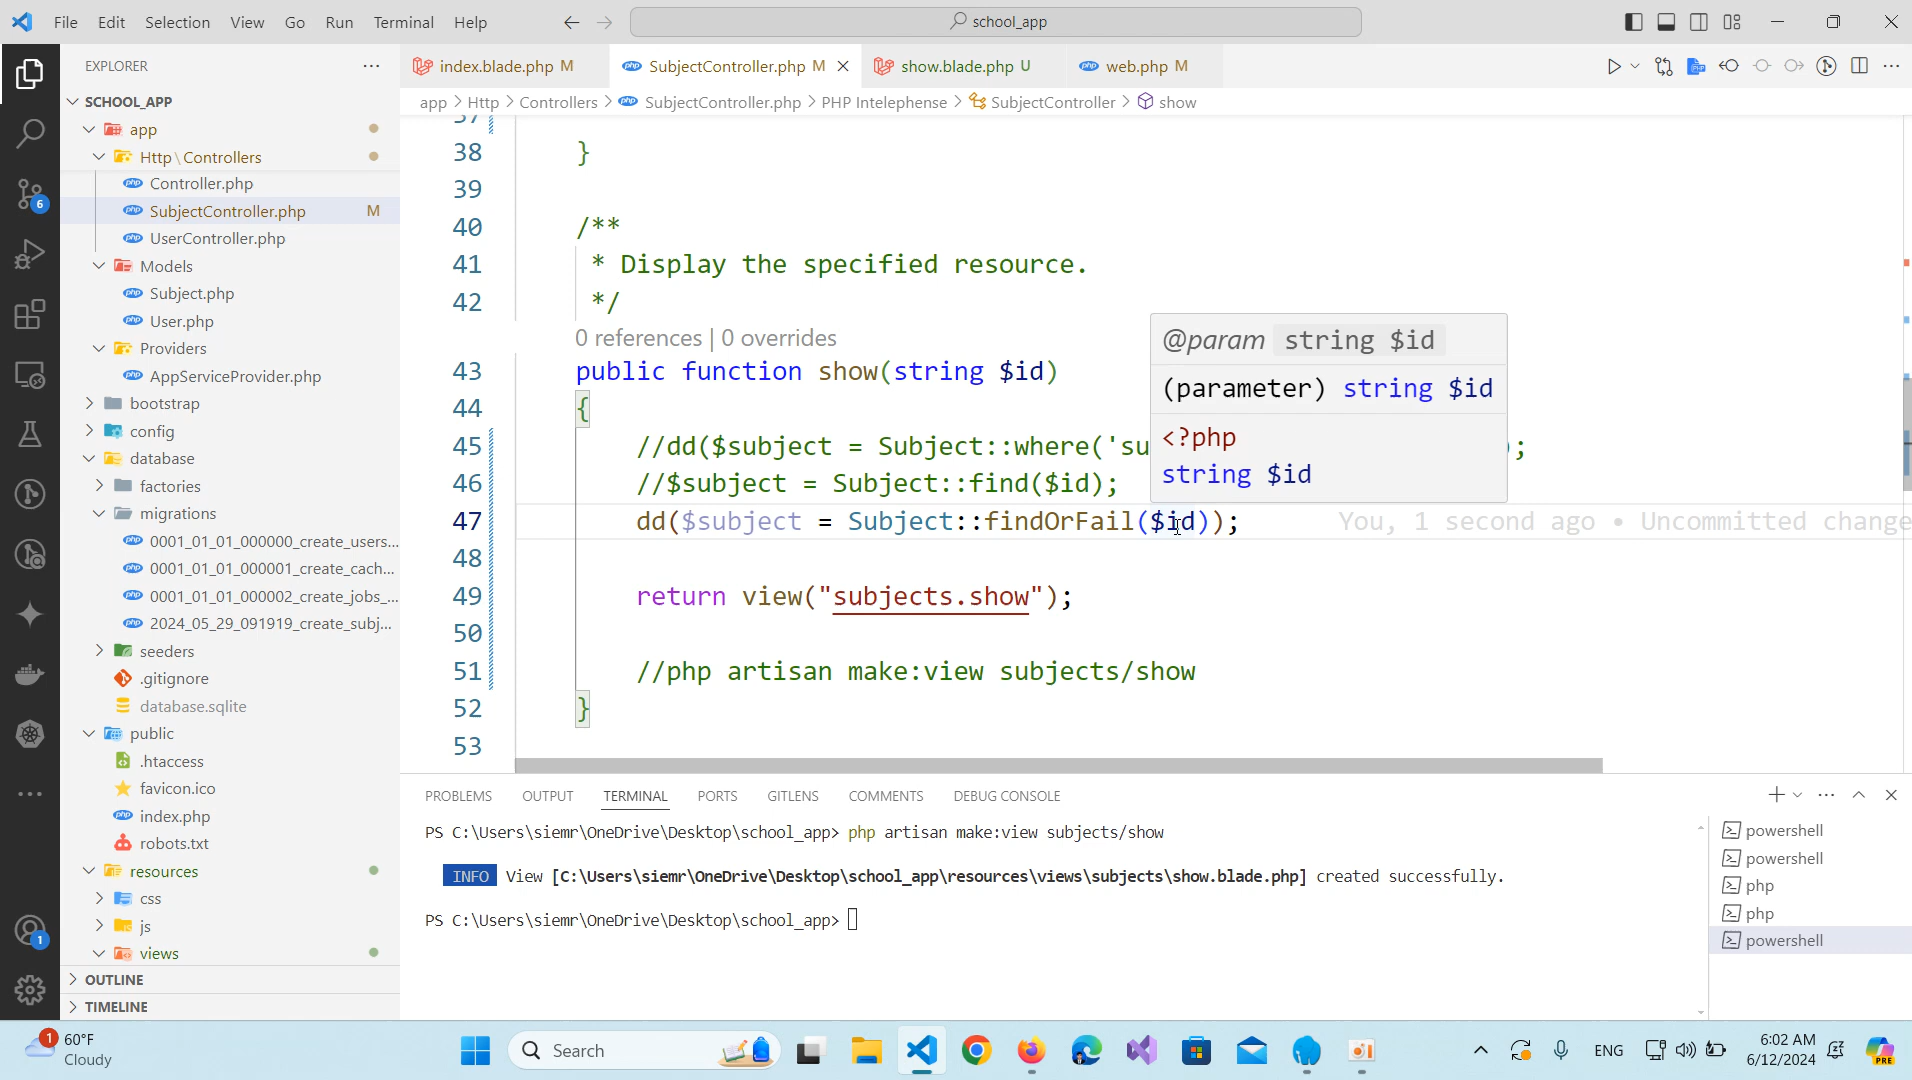 File Edit Selection View Go Run Terminal Help
school_app
EXPLORER
index.blade.php M
SubjectController.php M
show.blade.php U
web.php M
app > Http > Controllers > SubjectController.php > PHP Intelephense > SubjectController > show
SCHOOL_APP
app
Http\Controllers
Controller.php
SubjectController.php M
UserController.php
Models
Subject.php
User.php
Providers
AppServiceProvider.php
bootstrap
config
database
factories
migrations
0001_01_01_000000_create_users...
0001_01_01_000001_create_cach...
0001_01_01_000002_create_jobs_...
2024_05_29_091919_create_subj...
seeders
.gitignore
database.sqlite
public
.htaccess
favicon.ico
index.php
robots.txt
resources
css
js
views
OUTLINE
TIMELINE
6
1
37
38 }
39
40 /**
41 * Display the specified resource.
42 */
0 references | 0 overrides
43 public function show(string $id)
44 {
45 //dd($subject = Subject::where('su
);
46 //$subject = Subject::find($id);
47 dd($subject = Subject::findOrFail($id));
You, 1 second ago • Uncommitted change
48
49 return view("subjects.show");
50
51 //php artisan make:view subjects/show
52 }
53
@param string $id
(parameter) string $id
<?php
string $id
PROBLEMS OUTPUT TERMINAL PORTS GITLENS COMMENTS DEBUG CONSOLE
PS C:\Users\siemr\OneDrive\Desktop\school_app> php artisan make:view subjects/show
INFO View [C:\Users\siemr\OneDrive\Desktop\school_app\resources\views\subjects\show.blade.php] created successfully.
PS C:\Users\siemr\OneDrive\Desktop\school_app>
powershell
powershell
php
php
powershell
1
60°F
Cloudy
Search
ENG
6:02 AM
6/12/2024
PRE